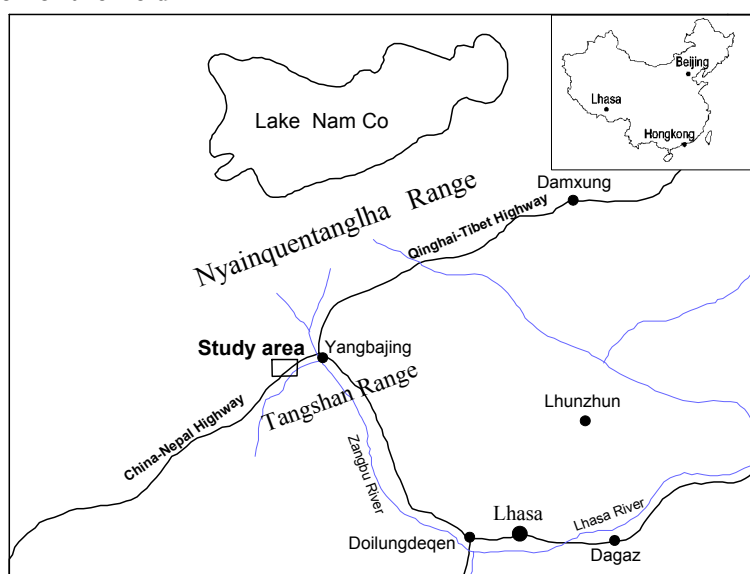 Beijing
Lhasa
Hongkong
Lake Nam Co
Damxung
Nyainquentanglha Range
Qinghai-Tibet Highway
Study area
Yangbajing
Tangshan Range
Lhunzhun
China-Nepal Highway
Zangbu River
Lhasa
Lhasa River
Doilungdeqen
Dagaz